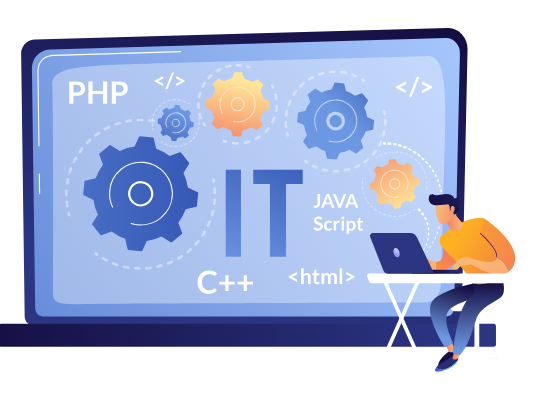 PHP
</>
</>
IT
JAVA
Script
C++
<html>